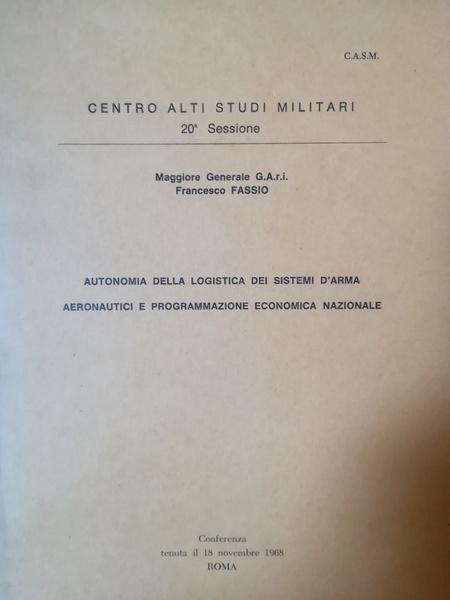 C.A.S.M.
CENTRO ALTI STUDI MILITARI
20ª Sessione
Maggiore Generale G.A.r.i.
Francesco FASSIO
AUTONOMIA DELLA LOGISTICA DEI SISTEMI D'ARMA
AERONAUTICI E PROGRAMMAZIONE ECONOMICA NAZIONALE
Conferenza
tenuta il 18 novembre 1968
ROMA